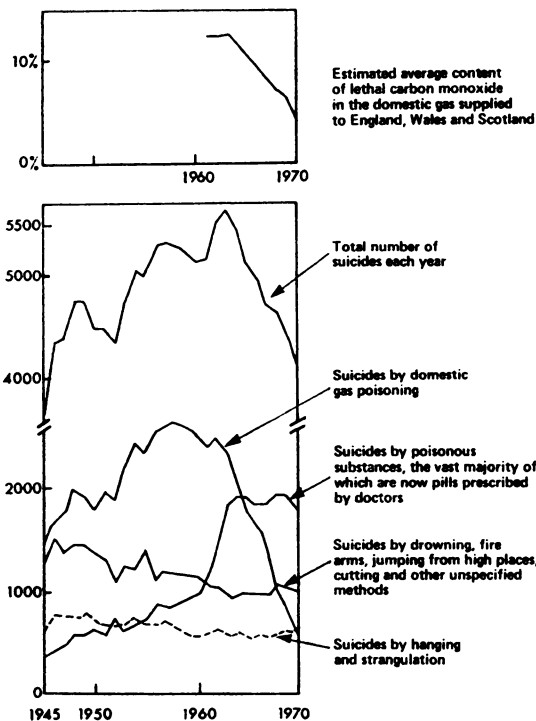 10%
0%
1960
1970
Estimated average content
of lethal carbon monoxide
in the domestic gas supplied
to England, Wales and Scotland
5500
5000
4000
2000
1000
0
1945
1950
1960
1970
Total number of
suicides each year
Suicides by domestic
gas poisoning
Suicides by poisonous
substances, the vast majority of
which are now pills prescribed
by doctors
Suicides by drowning, fire
arms, jumping from high places,
cutting and other unspecified
methods
Suicides by hanging
and strangulation